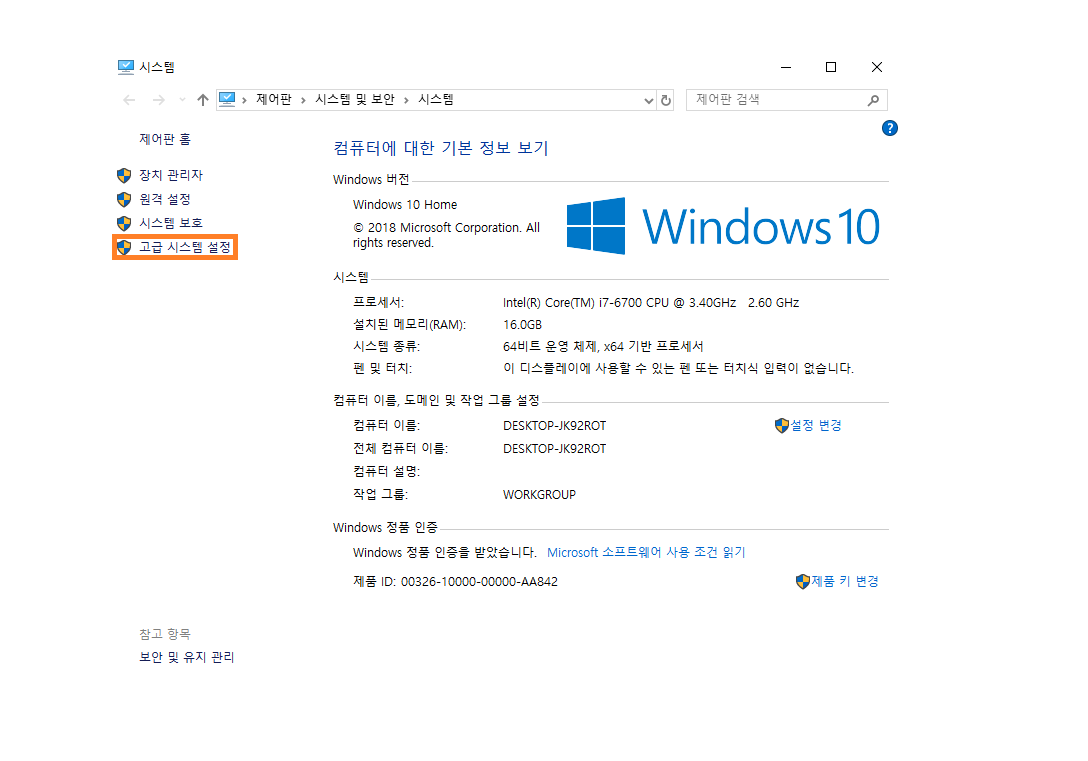 시스템
제어판 > 시스템 및 보안 > 시스템
제어판 검색
제어판 홈
장치 관리자
원격 설정
시스템 보호
고급 시스템 설정
참고 항목
보안 및 유지 관리
?
컴퓨터에 대한 기본 정보 보기
Windows 버전
Windows 10 Home
© 2018 Microsoft Corporation. All
rights reserved.
Windows 10
시스템
프로세서: Intel(R) Core(TM) i7-6700 CPU @ 3.40GHz 2.60 GHz
설치된 메모리(RAM): 16.0GB
시스템 종류: 64비트 운영 체제, x64 기반 프로세서
펜 및 터치: 이 디스플레이에 사용할 수 있는 펜 또는 터치식 입력이 없습니다.
컴퓨터 이름, 도메인 및 작업 그룹 설정
컴퓨터 이름: DESKTOP-JK92ROT 설정 변경
전체 컴퓨터 이름: DESKTOP-JK92ROT
컴퓨터 설명:
작업 그룹: WORKGROUP
Windows 정품 인증
Windows 정품 인증을 받았습니다. Microsoft 소프트웨어 사용 조건 읽기
제품 ID: 00326-10000-00000-AA842 제품 키 변경